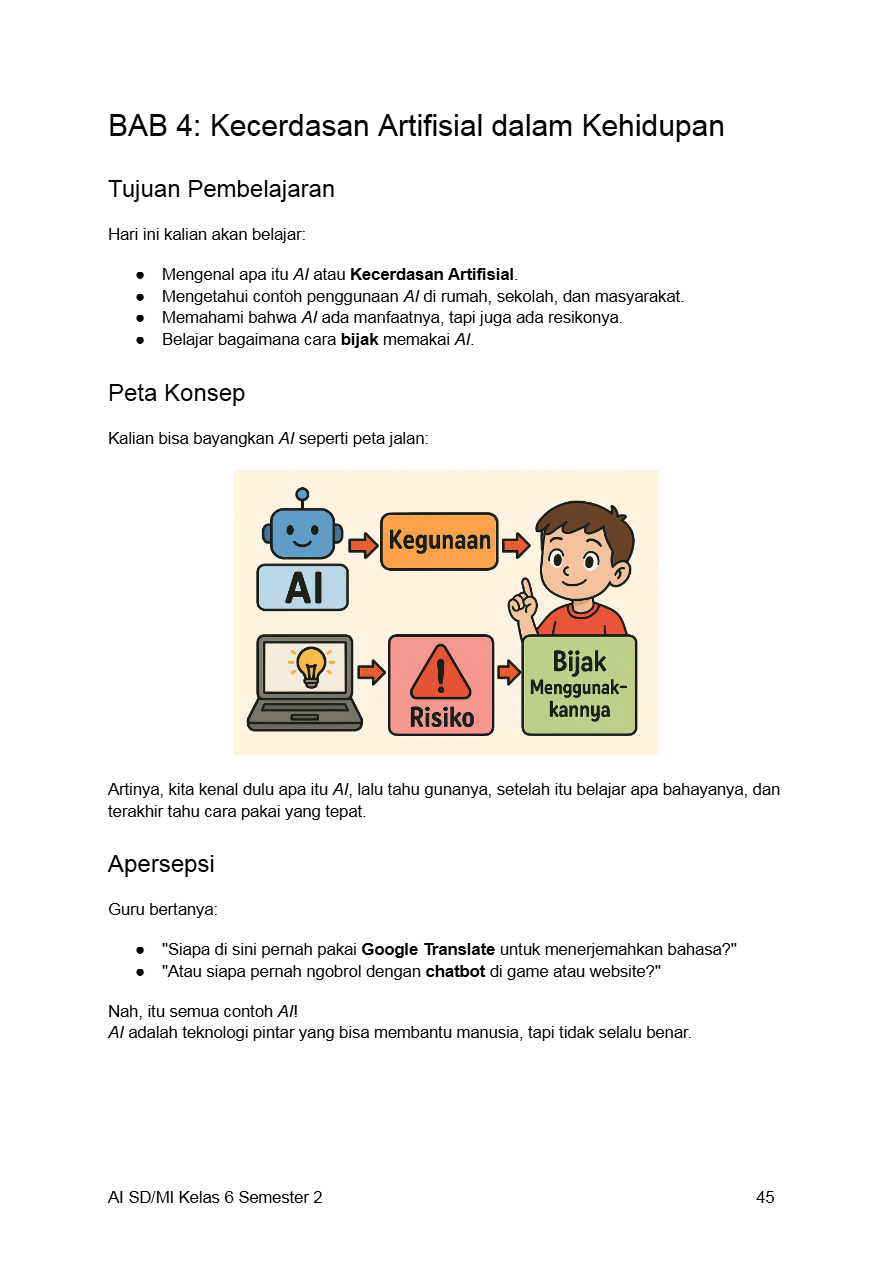 BAB 4: Kecerdasan Artifisial dalam Kehidupan
Tujuan Pembelajaran
Hari ini kalian akan belajar:
● Mengenal apa itu AI atau Kecerdasan Artifisial.
● Mengetahui contoh penggunaan AI di rumah, sekolah, dan masyarakat.
● Memahami bahwa AI ada manfaatnya, tapi juga ada resikonya.
● Belajar bagaimana cara bijak memakai AI.
Peta Konsep
Kalian bisa bayangkan AI seperti peta jalan:
AI
Kegunaan
Risiko
Bijak
Menggunak-
kannya
Artinya, kita kenal dulu apa itu AI, lalu tahu gunanya, setelah itu belajar apa bahayanya, dan
terakhir tahu cara pakai yang tepat.
Apersepsi
Guru bertanya:
● "Siapa di sini pernah pakai Google Translate untuk menerjemahkan bahasa?"
● "Atau siapa pernah ngobrol dengan chatbot di game atau website?"
Nah, itu semua contoh AI!
AI adalah teknologi pintar yang bisa membantu manusia, tapi tidak selalu benar.
AI SD/MI Kelas 6 Semester 2 45